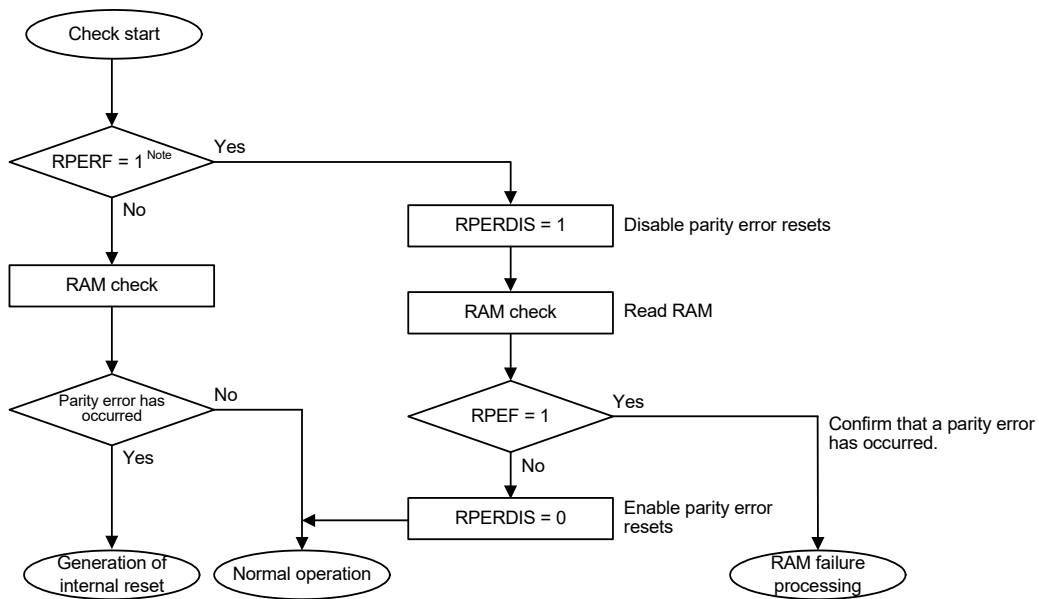 Check start
RPERF = 1 Note
Yes
No
RPERDIS = 1
Disable parity error resets
RAM check
RAM check
Read RAM
Parity error has
occurred
No
Yes
RPEF = 1
Yes
No
Confirm that a parity error
has occurred.
RPERDIS = 0
Enable parity error
resets
Generation of
internal reset
Normal operation
RAM failure
processing